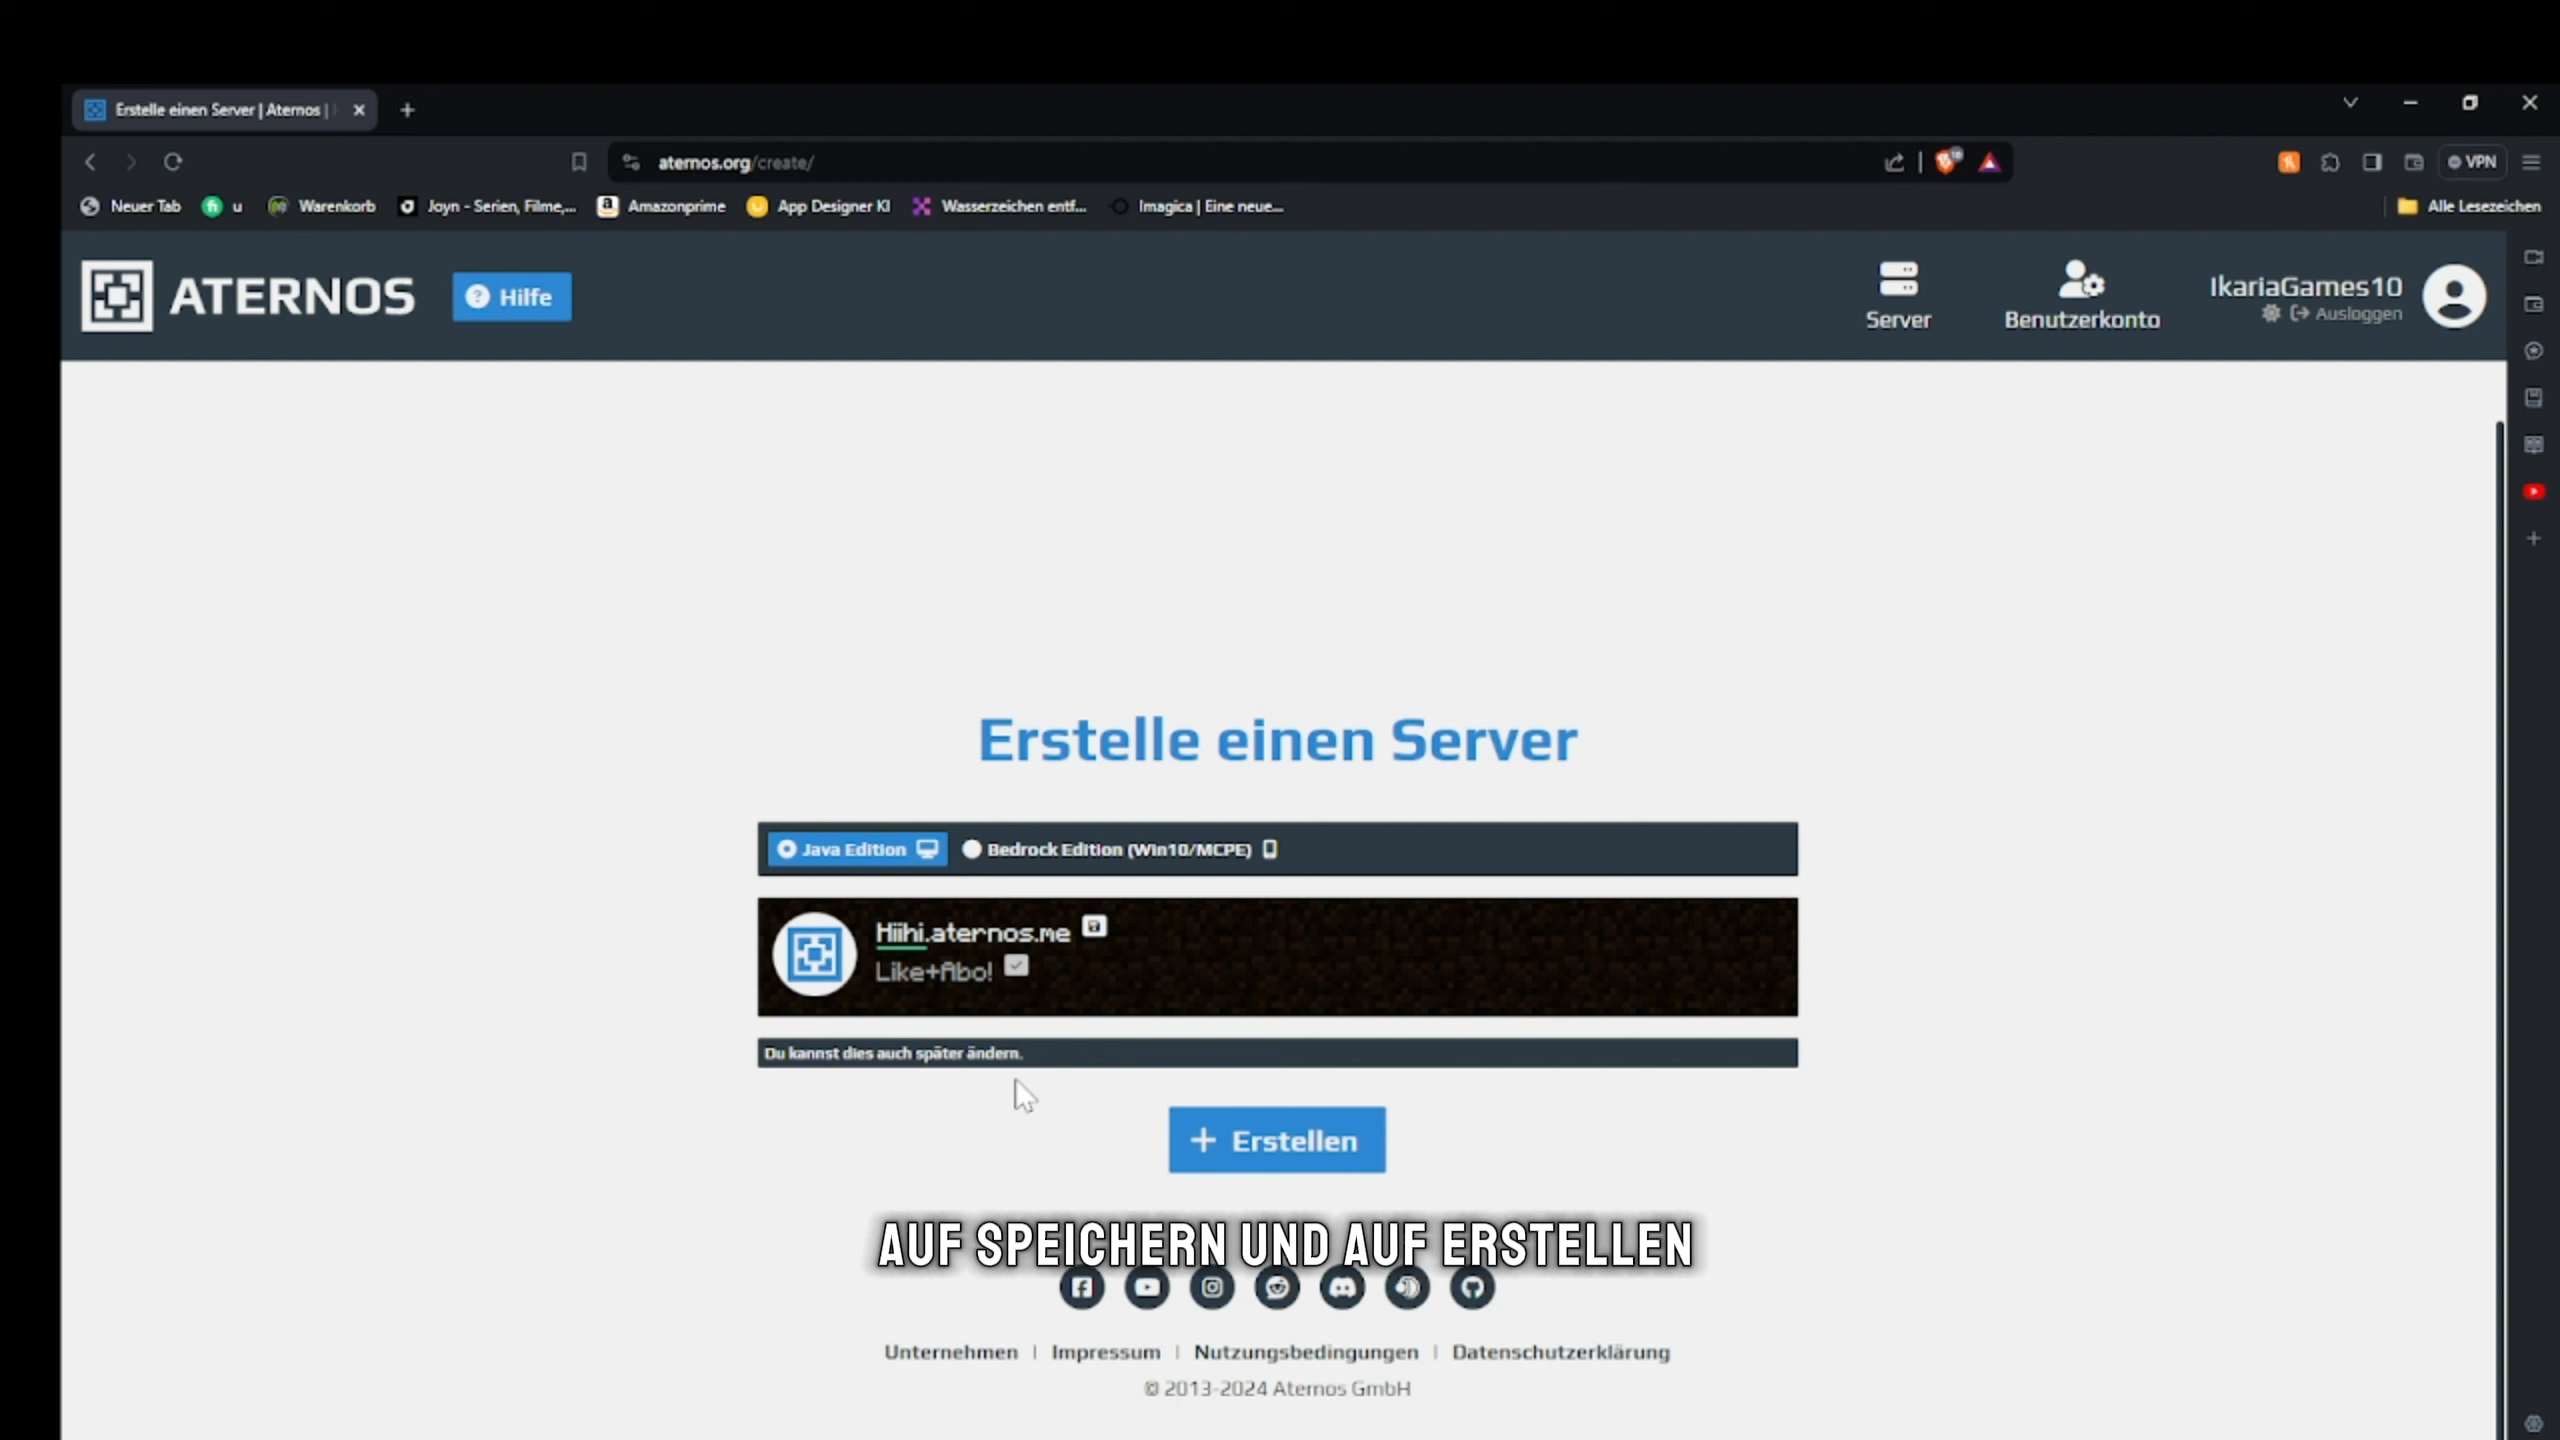 Erstelle einen Server | Aternos |
aternos.org/create/
VPN
Neuer Tab
u
Warenkorb
Joyn - Serien, Filme,...
Amazonprime
App Designer KI
Wasserzeichen entf...
Imagica | Eine neue...
Alle Lesezeichen
ATERNOS
Hilfe
Server
Benutzerkonto
IkariaGames10
Ausloggen
Erstelle einen Server
Java Edition
Bedrock Edition (Win10/MCPE)
Hiihi.aternos.me
Like+Abo!
Du kannst dies auch später ändern.
+ Erstellen
AUF SPEICHERN UND AUF ERSTELLEN
Unternehmen | Impressum | Nutzungsbedingungen | Datenschutzerklärung
© 2013-2024 Aternos GmbH